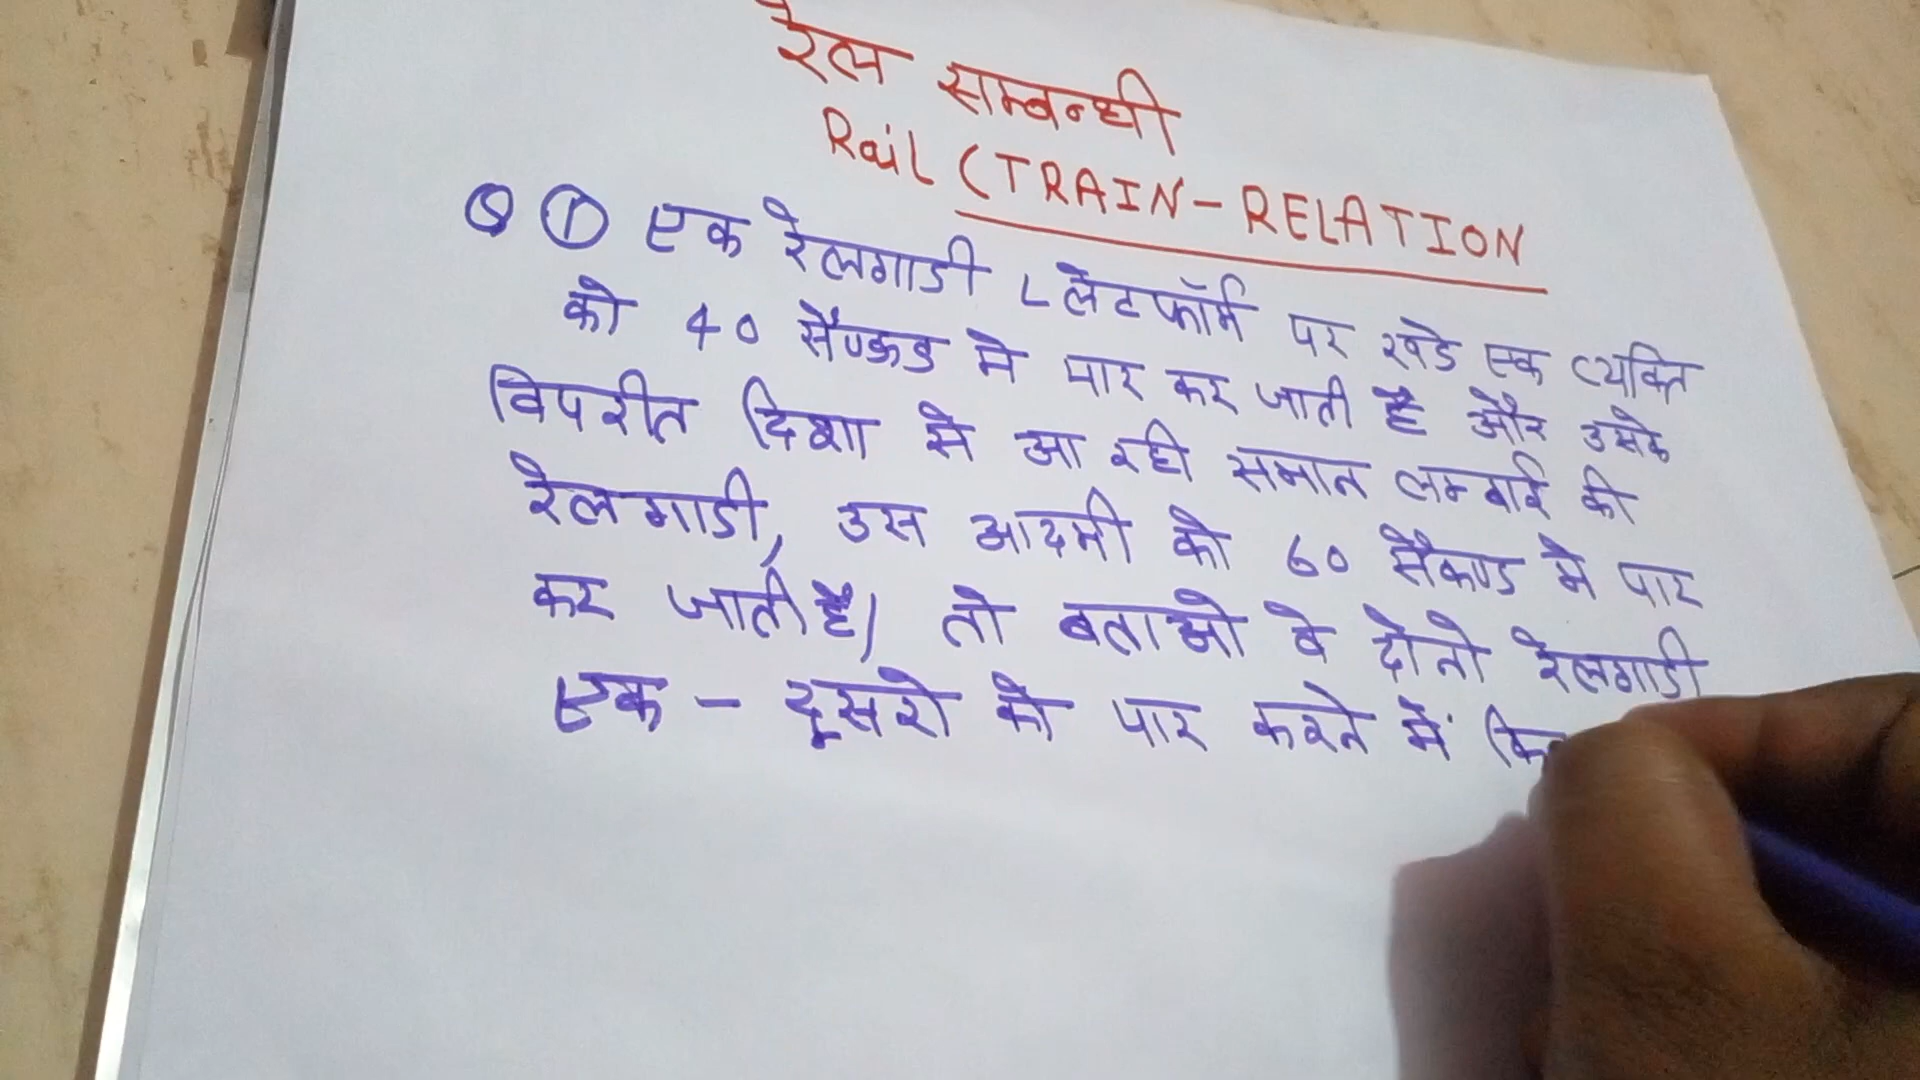 रेल सम्बन्धी
Rail (TRAIN-RELATION
Q ① एक रेलगाडी प्लेटफॉर्म पर खडे एक व्यक्ति
को 40 सैण्कड मे पार कर जाती है और उसके
विपरीत दिशा से आ रही समान लम्बाई की
रेलगाडी, उस आदमी को 60 सैकण्ड मे पार
कर जाती है। तो बताओ वे दोनो रेलगाडी
एक - दूसरो को पार करने में